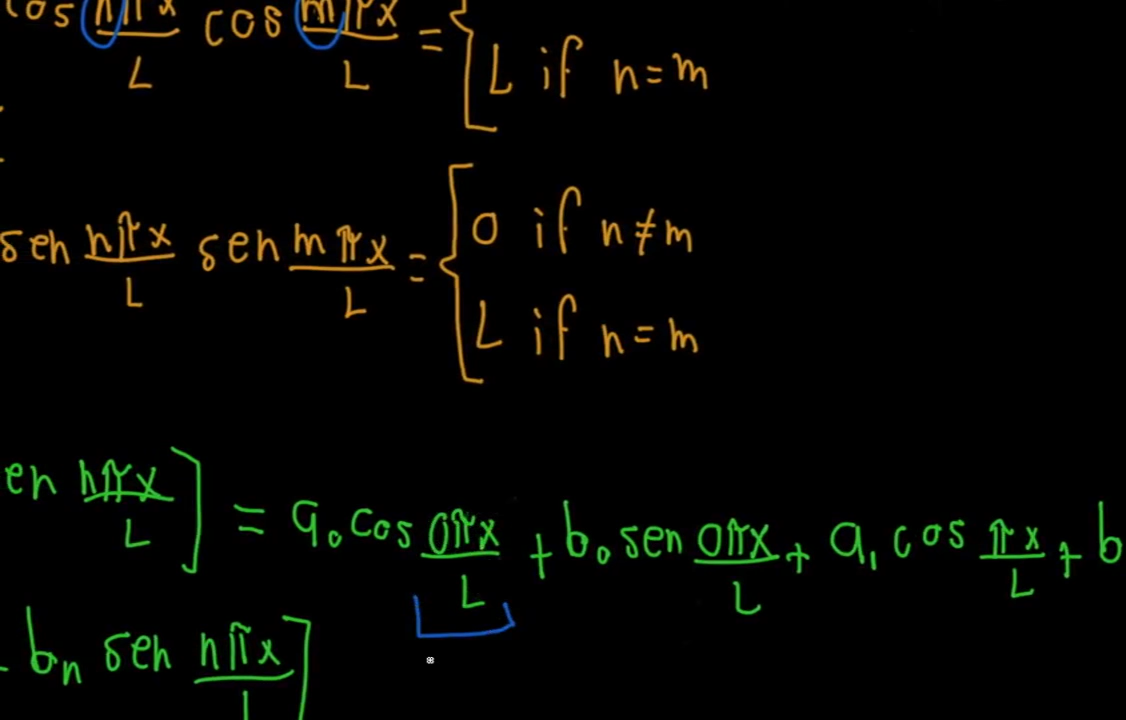 cos nπx/L cos mπx/L = { L if n=m
sen nπx/L sen mπx/L = { 0 if n≠m
L if n=m
en nπx/L ] = a₀ cos 0πx/L + b₀ sen 0πx/L + a₁ cos πx/L + b
bₙ sen nπx/L ]